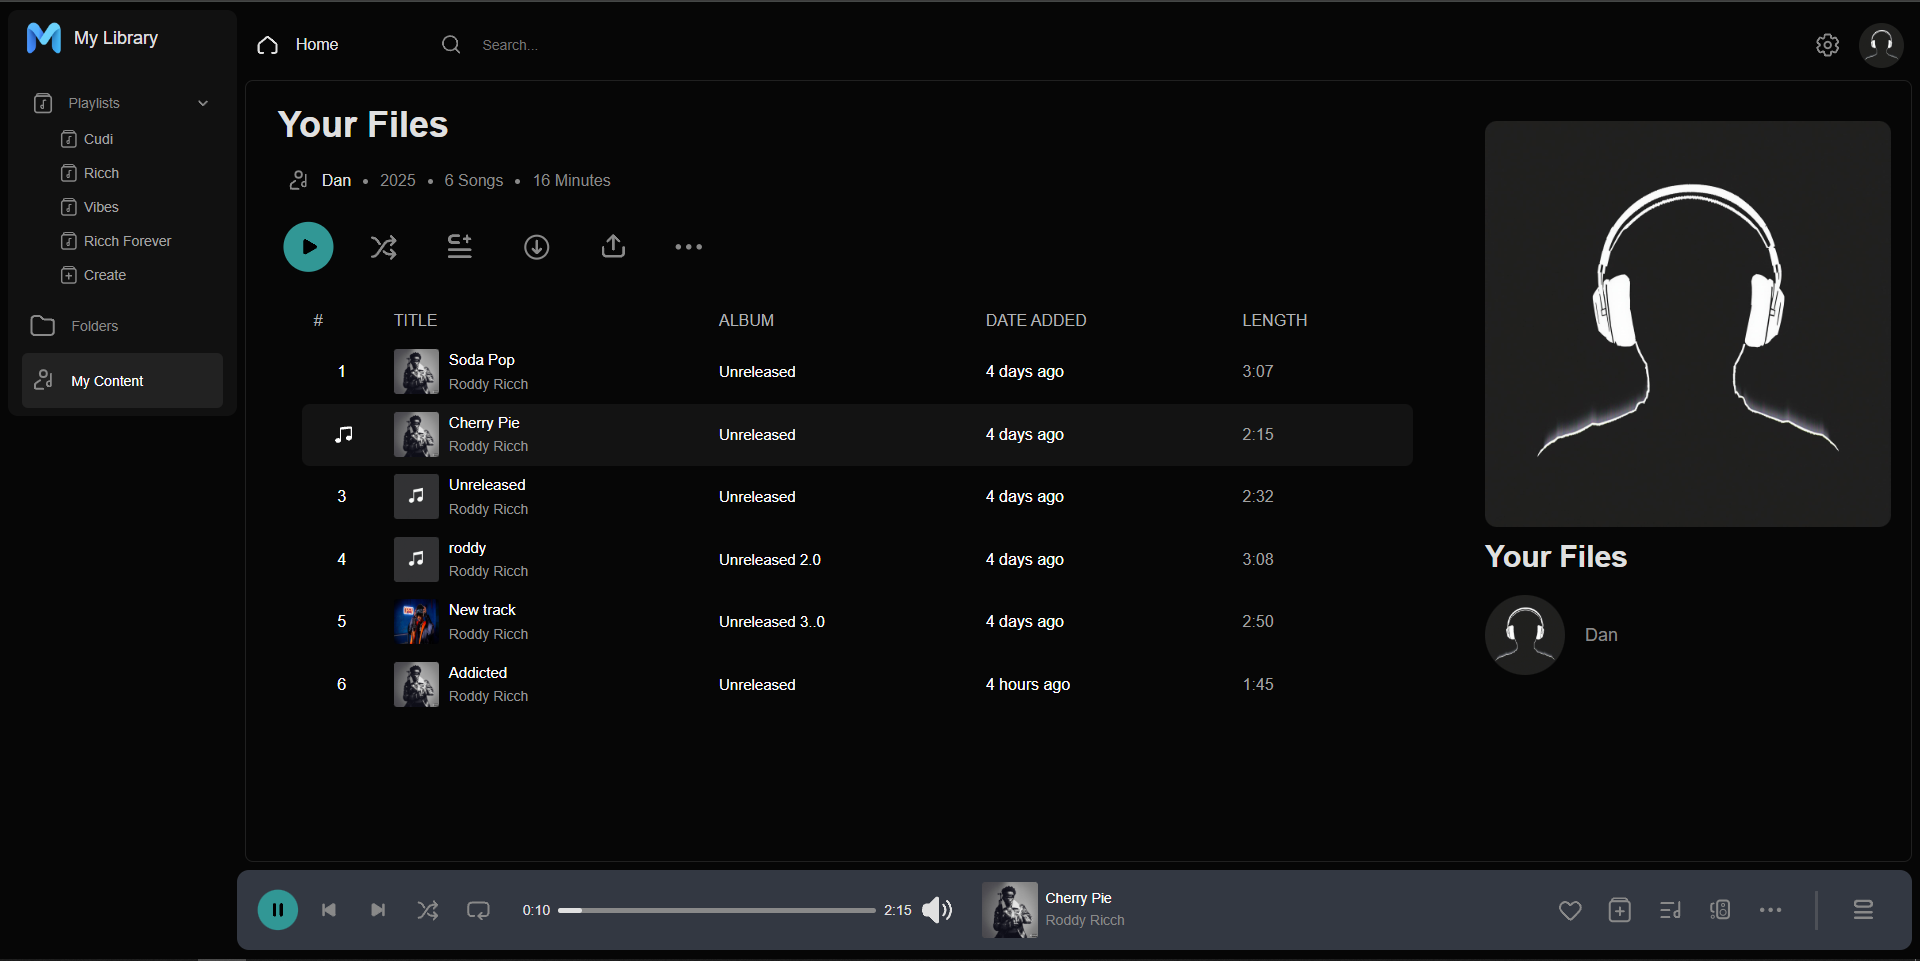 My Library
Home
Search...
Playlists
Cudi
Ricch
Vibes
Ricch Forever
Create
Folders
My Content
Your Files
Dan • 2025 • 6 Songs • 16 Minutes
# TITLE ALBUM DATE ADDED LENGTH
1 Soda Pop Unreleased 4 days ago 3:07
Roddy Ricch
Cherry Pie Unreleased 4 days ago 2:15
Roddy Ricch
3 Unreleased Unreleased 4 days ago 2:32
Roddy Ricch
4 roddy Unreleased 2.0 4 days ago 3:08
Roddy Ricch
5 New track Unreleased 3..0 4 days ago 2:50
Roddy Ricch
6 Addicted Unreleased 4 hours ago 1:45
Roddy Ricch
Your Files
Dan
0:10 2:15
Cherry Pie
Roddy Ricch